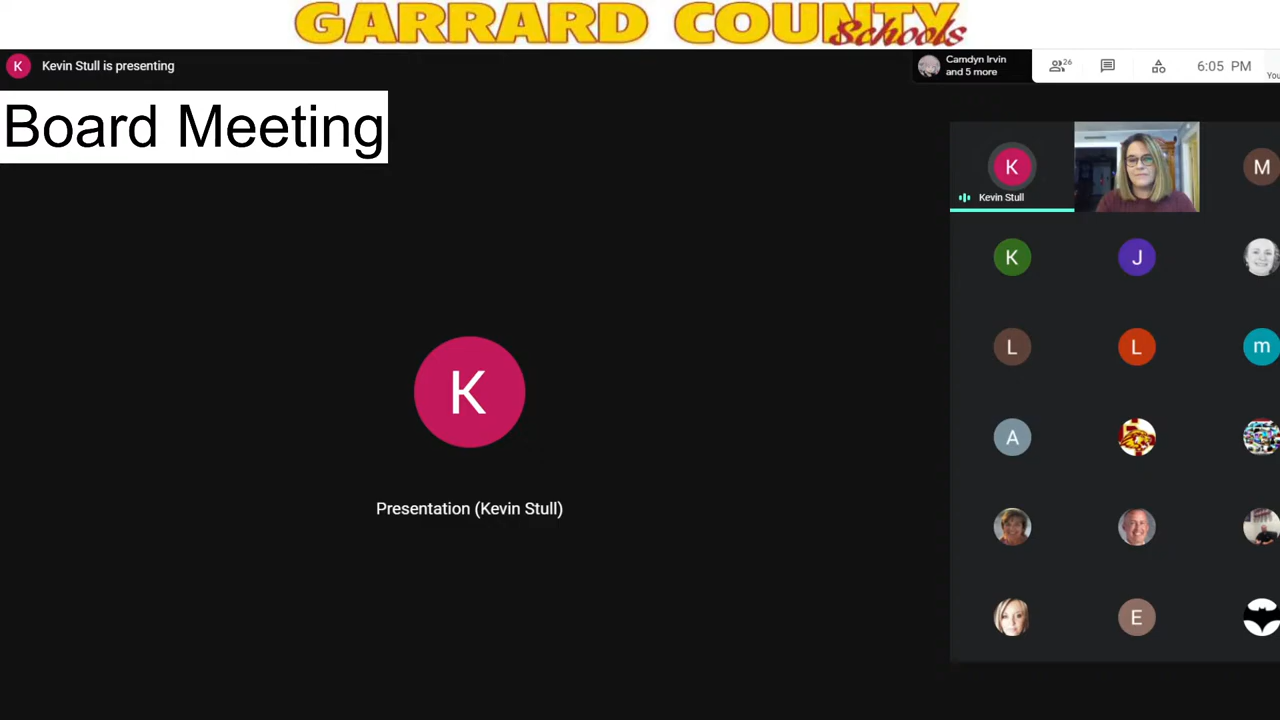 GARRARD COUNTY
Schools
K
Kevin Stull is presenting
Camdyn Irvin
and 5 more
26
6:05 PM
You
Board Meeting
K
Kevin Stull
M
K
J
L
L
m
A
E
K
Presentation (Kevin Stull)